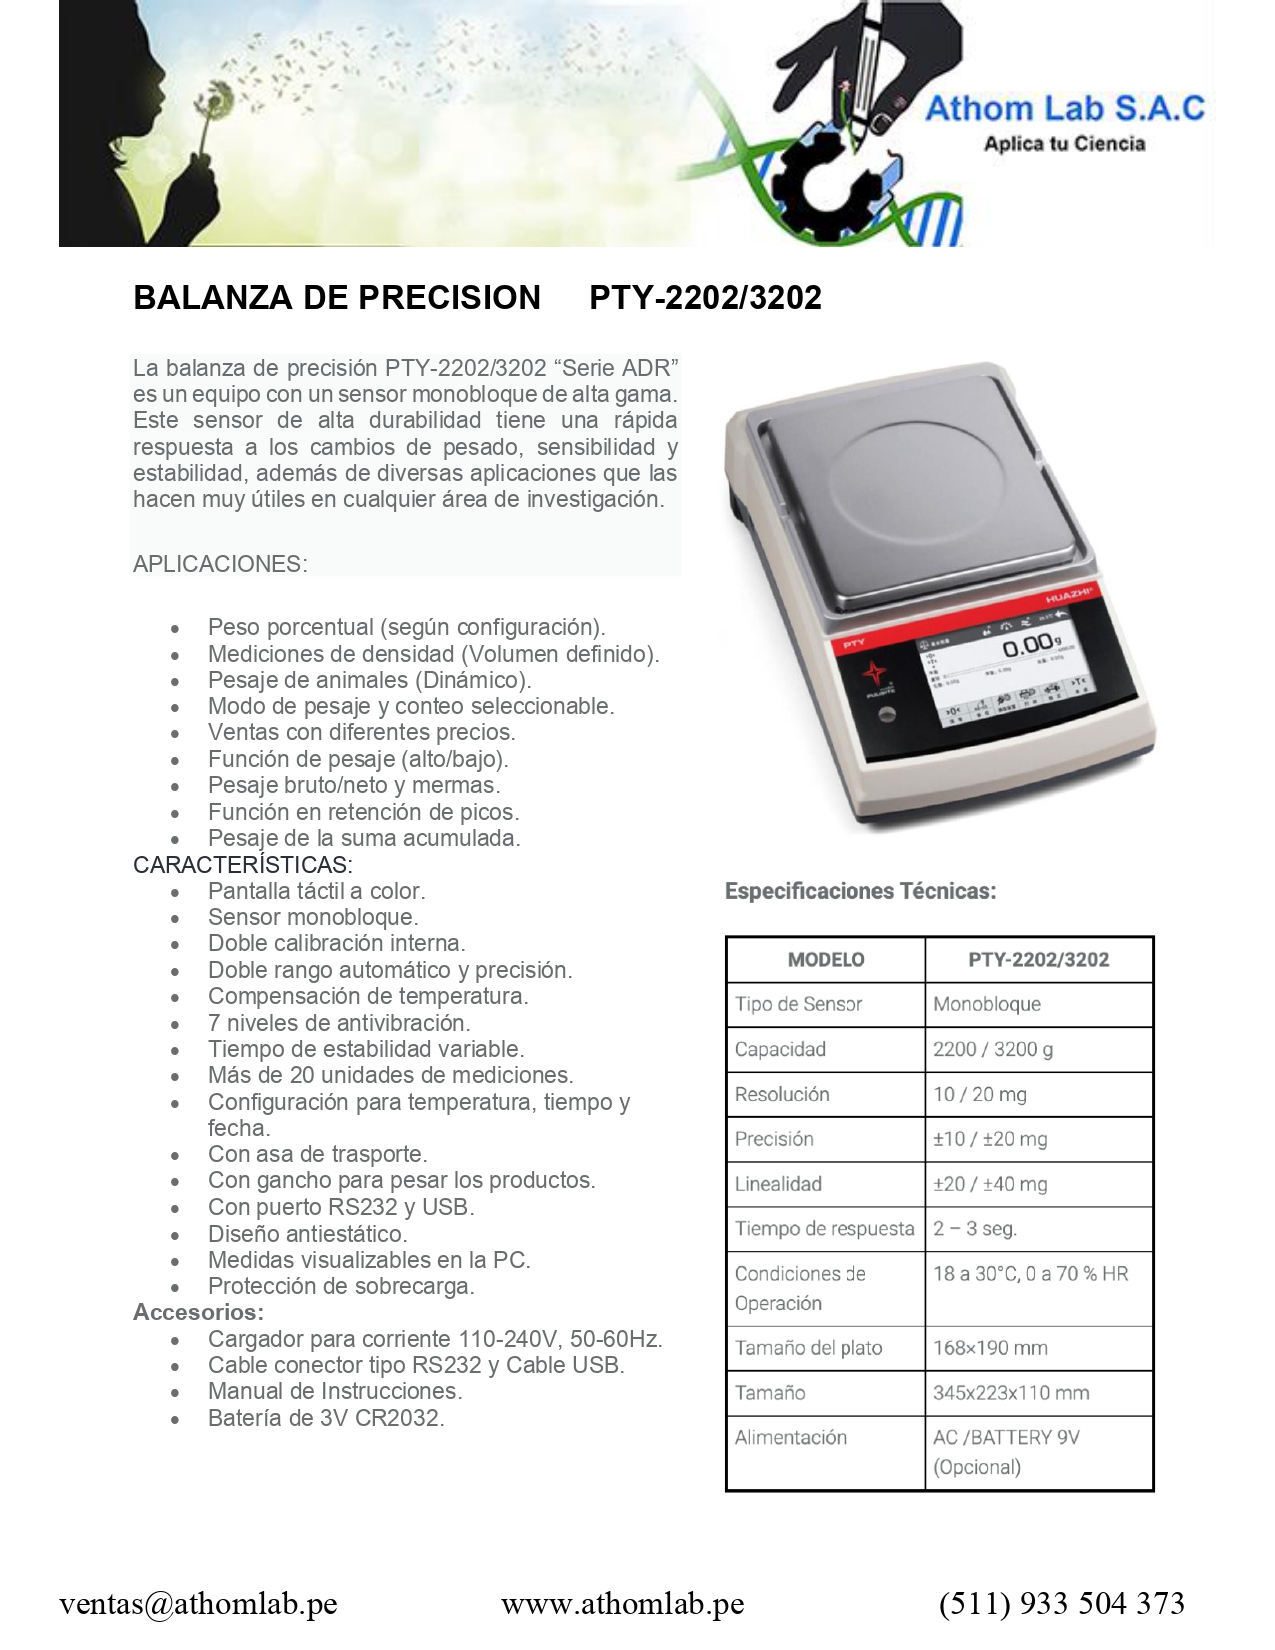 Athom Lab S.A.C
Aplica tu Ciencia
BALANZA DE PRECISION PTY-2202/3202
La balanza de precisión PTY-2202/3202 “Serie ADR”
es un equipo con un sensor monobloque de alta gama.
Este sensor de alta durabilidad tiene una rápida
respuesta a los cambios de pesado, sensibilidad y
estabilidad, además de diversas aplicaciones que las
hacen muy útiles en cualquier área de investigación.
APLICACIONES:
• Peso porcentual (según configuración).
• Mediciones de densidad (Volumen definido).
• Pesaje de animales (Dinámico).
• Modo de pesaje y conteo seleccionable.
• Ventas con diferentes precios.
• Función de pesaje (alto/bajo).
• Pesaje bruto/neto y mermas.
• Función en retención de picos.
• Pesaje de la suma acumulada.
CARACTERÍSTICAS:
• Pantalla táctil a color.
• Sensor monobloque.
• Doble calibración interna.
• Doble rango automático y precisión.
• Compensación de temperatura.
• 7 niveles de antivibración.
• Tiempo de estabilidad variable.
• Más de 20 unidades de mediciones.
• Configuración para temperatura, tiempo y
fecha.
• Con asa de trasporte.
• Con gancho para pesar los productos.
• Con puerto RS232 y USB.
• Diseño antiestático.
• Medidas visualizables en la PC.
• Protección de sobrecarga.
Accesorios:
• Cargador para corriente 110-240V, 50-60Hz.
• Cable conector tipo RS232 y Cable USB.
• Manual de Instrucciones.
• Batería de 3V CR2032.
HUAZHI
PTY
0.00g
Especificaciones Técnicas:
MODELO PTY-2202/3202
Tipo de Sensor Monobloque
Capacidad 2200 / 3200 g
Resolución 10 / 20 mg
Precisión ±10 / ±20 mg
Linealidad ±20 / ±40 mg
Tiempo de respuesta 2 – 3 seg.
Condiciones de 18 a 30°C, 0 a 70 % HR
Operación
Tamaño del plato 168×190 mm
Tamaño 345x223x110 mm
Alimentación AC /BATTERY 9V
(Opcional)
ventas@athomlab.pe www.athomlab.pe (511) 933 504 373